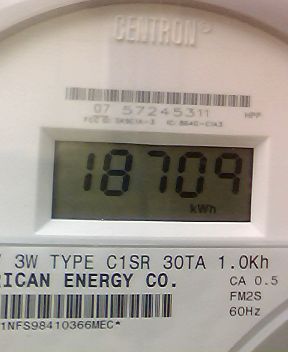 CENTRON®
07 57245311 HPP
18709
kWh
3W TYPE C1SR 30TA 1.0Kh
RICAN ENERGY CO. CA 0.5
FM2S
60Hz
1NFS98410366MEC*